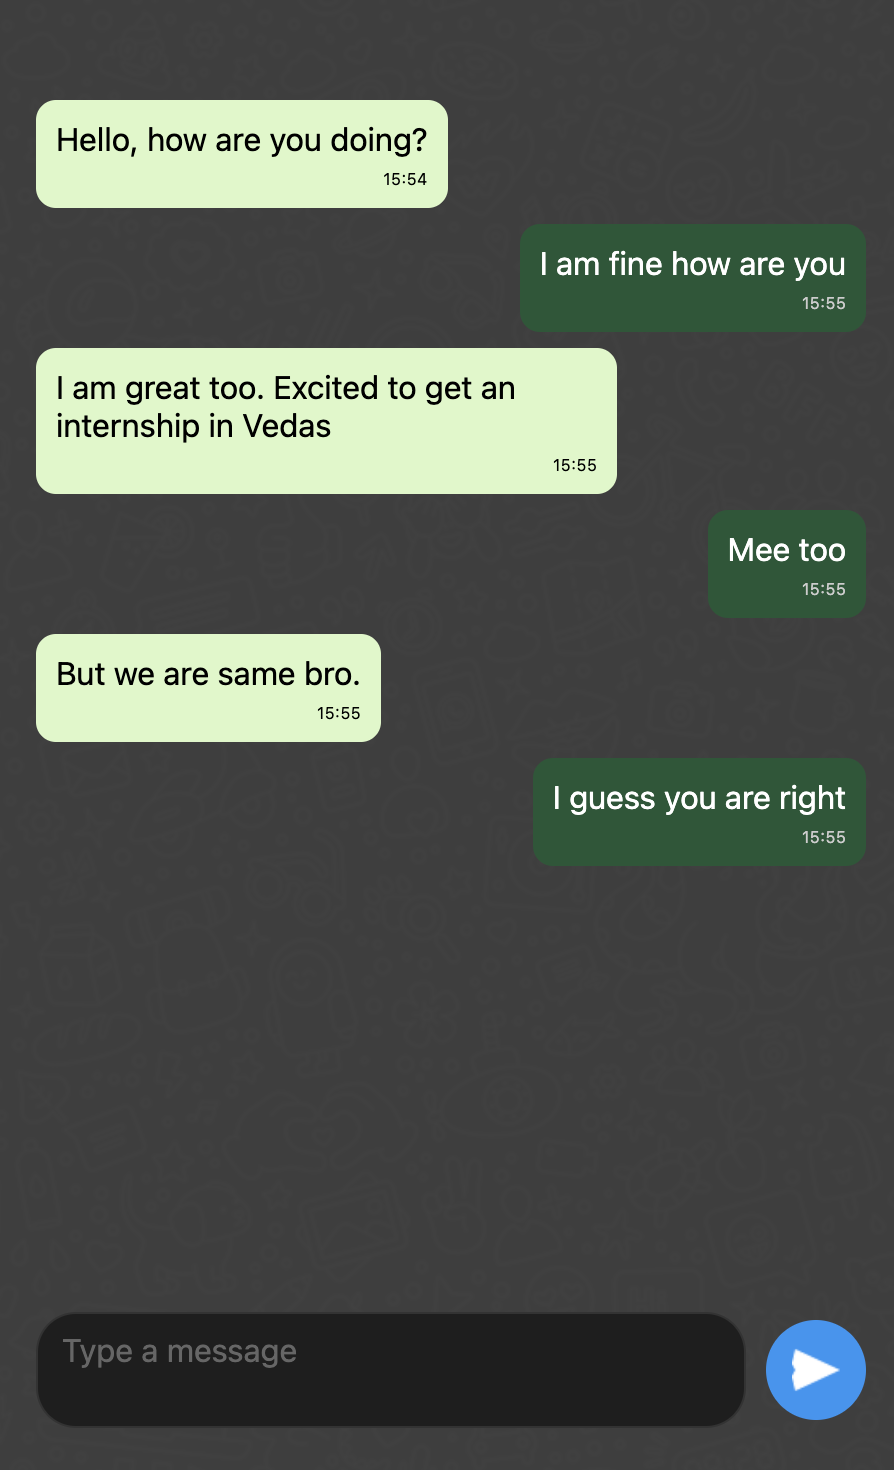 Hello, how are you doing?
15:54
I am fine how are you
15:55
I am great too. Excited to get an
internship in Vedas
15:55
Mee too
15:55
But we are same bro.
15:55
I guess you are right
15:55
Type a message